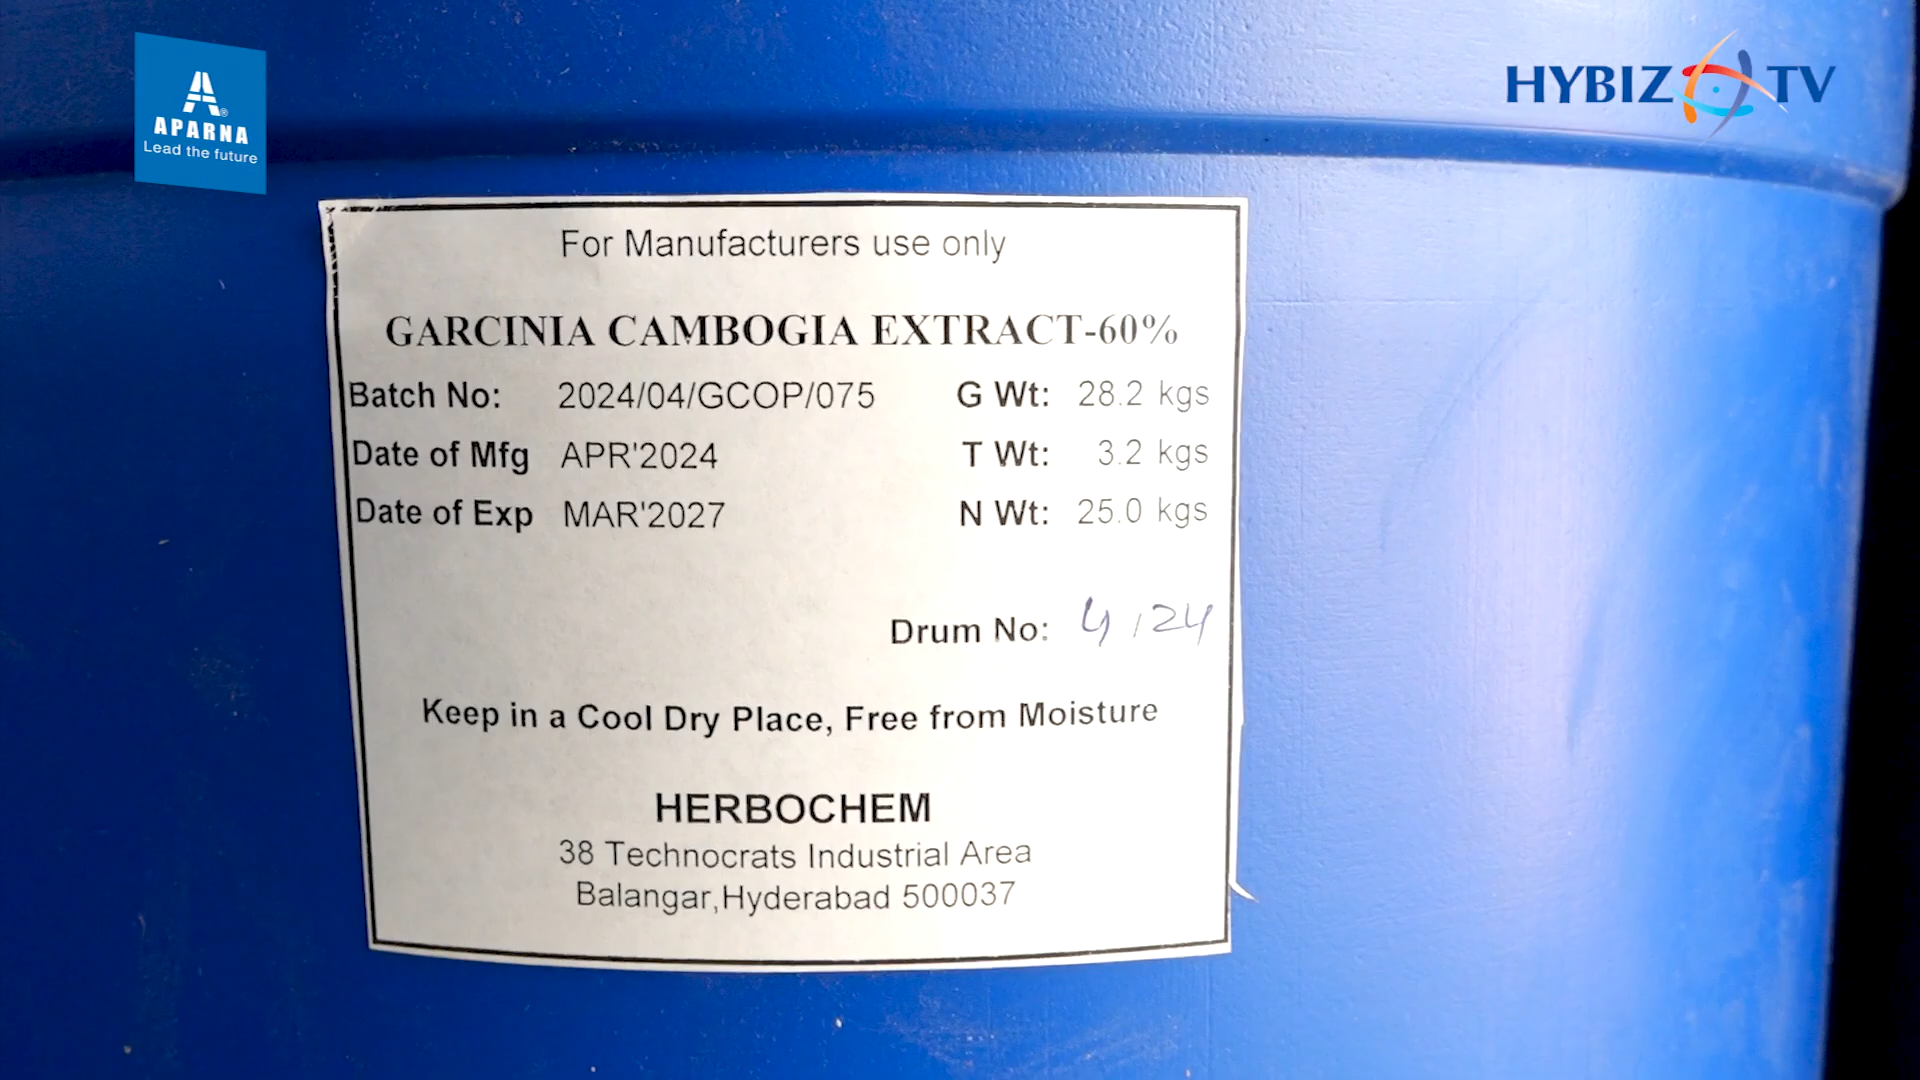 APARNA
Lead the future
HYBIZ TV
For Manufacturers use only
GARCINIA CAMBOGIA EXTRACT-60%
Batch No: 2024/04/GCOP/075 G Wt: 28.2 kgs
Date of Mfg APR'2024 T Wt: 3.2 kgs
Date of Exp MAR'2027 N Wt: 25.0 kgs
Drum No: 4/24
Keep in a Cool Dry Place, Free from Moisture
HERBOCHEM
38 Technocrats Industrial Area
Balangar,Hyderabad 500037